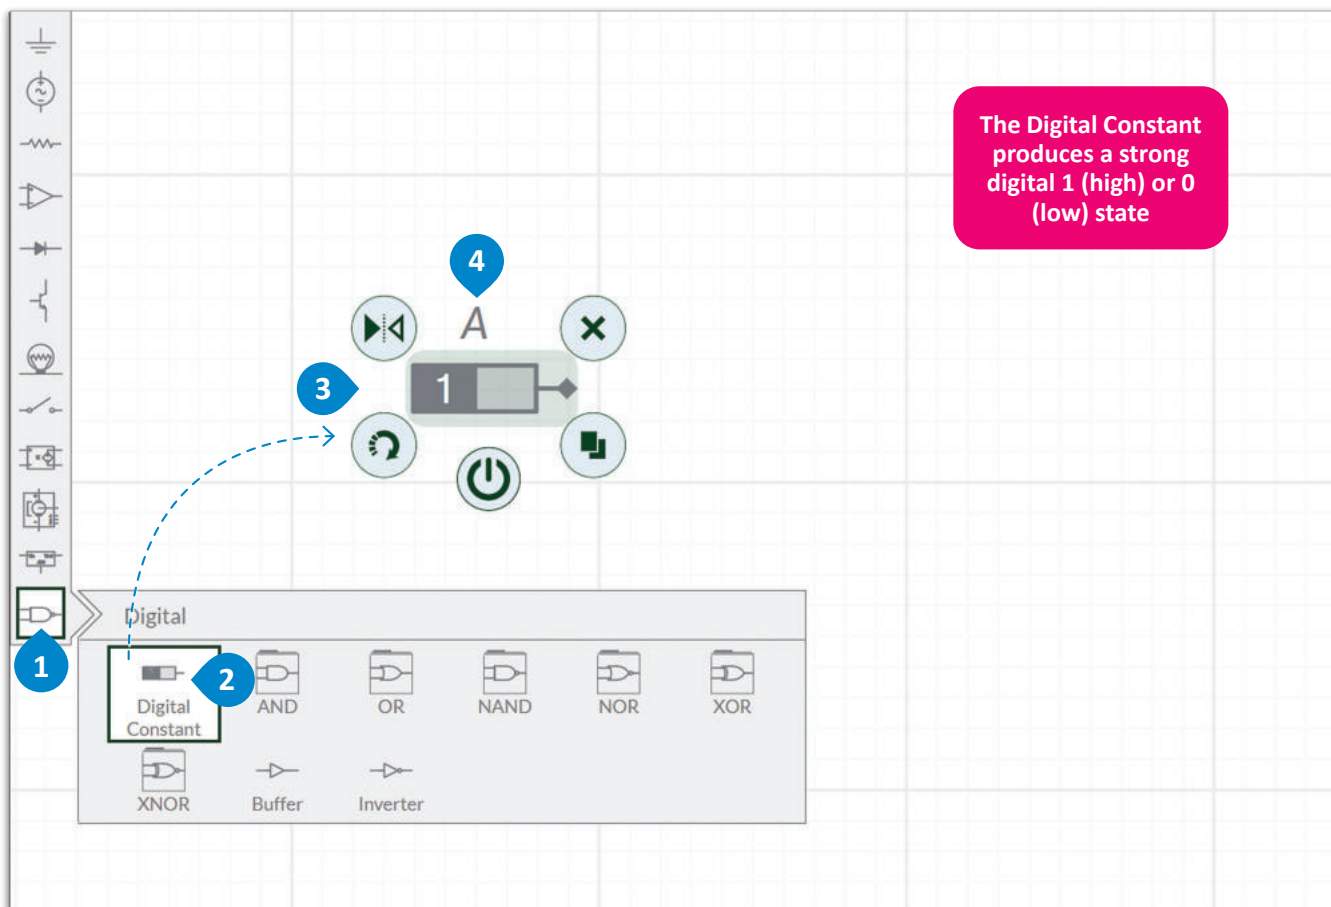 The Digital Constant
produces a strong
digital 1 (high) or 0
(low) state
4
A
3
1
Digital
1
2
Digital
Constant
AND
OR
NAND
NOR
XOR
XNOR
Buffer
Inverter